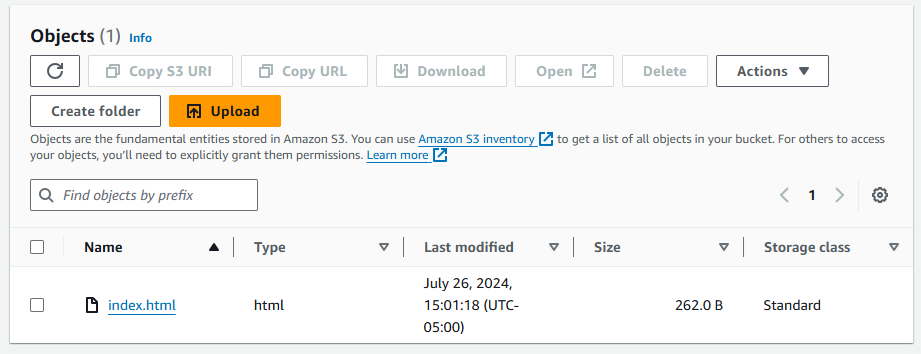 Objects (1) Info
Copy S3 URI Copy URL Download Open Delete Actions
Create folder Upload
Objects are the fundamental entities stored in Amazon S3. You can use Amazon S3 inventory to get a list of all objects in your bucket. For others to access
your objects, you’ll need to explicitly grant them permissions. Learn more
Find objects by prefix 1
Name Type Last modified Size Storage class
July 26, 2024,
index.html html 15:01:18 (UTC- 262.0 B Standard
05:00)